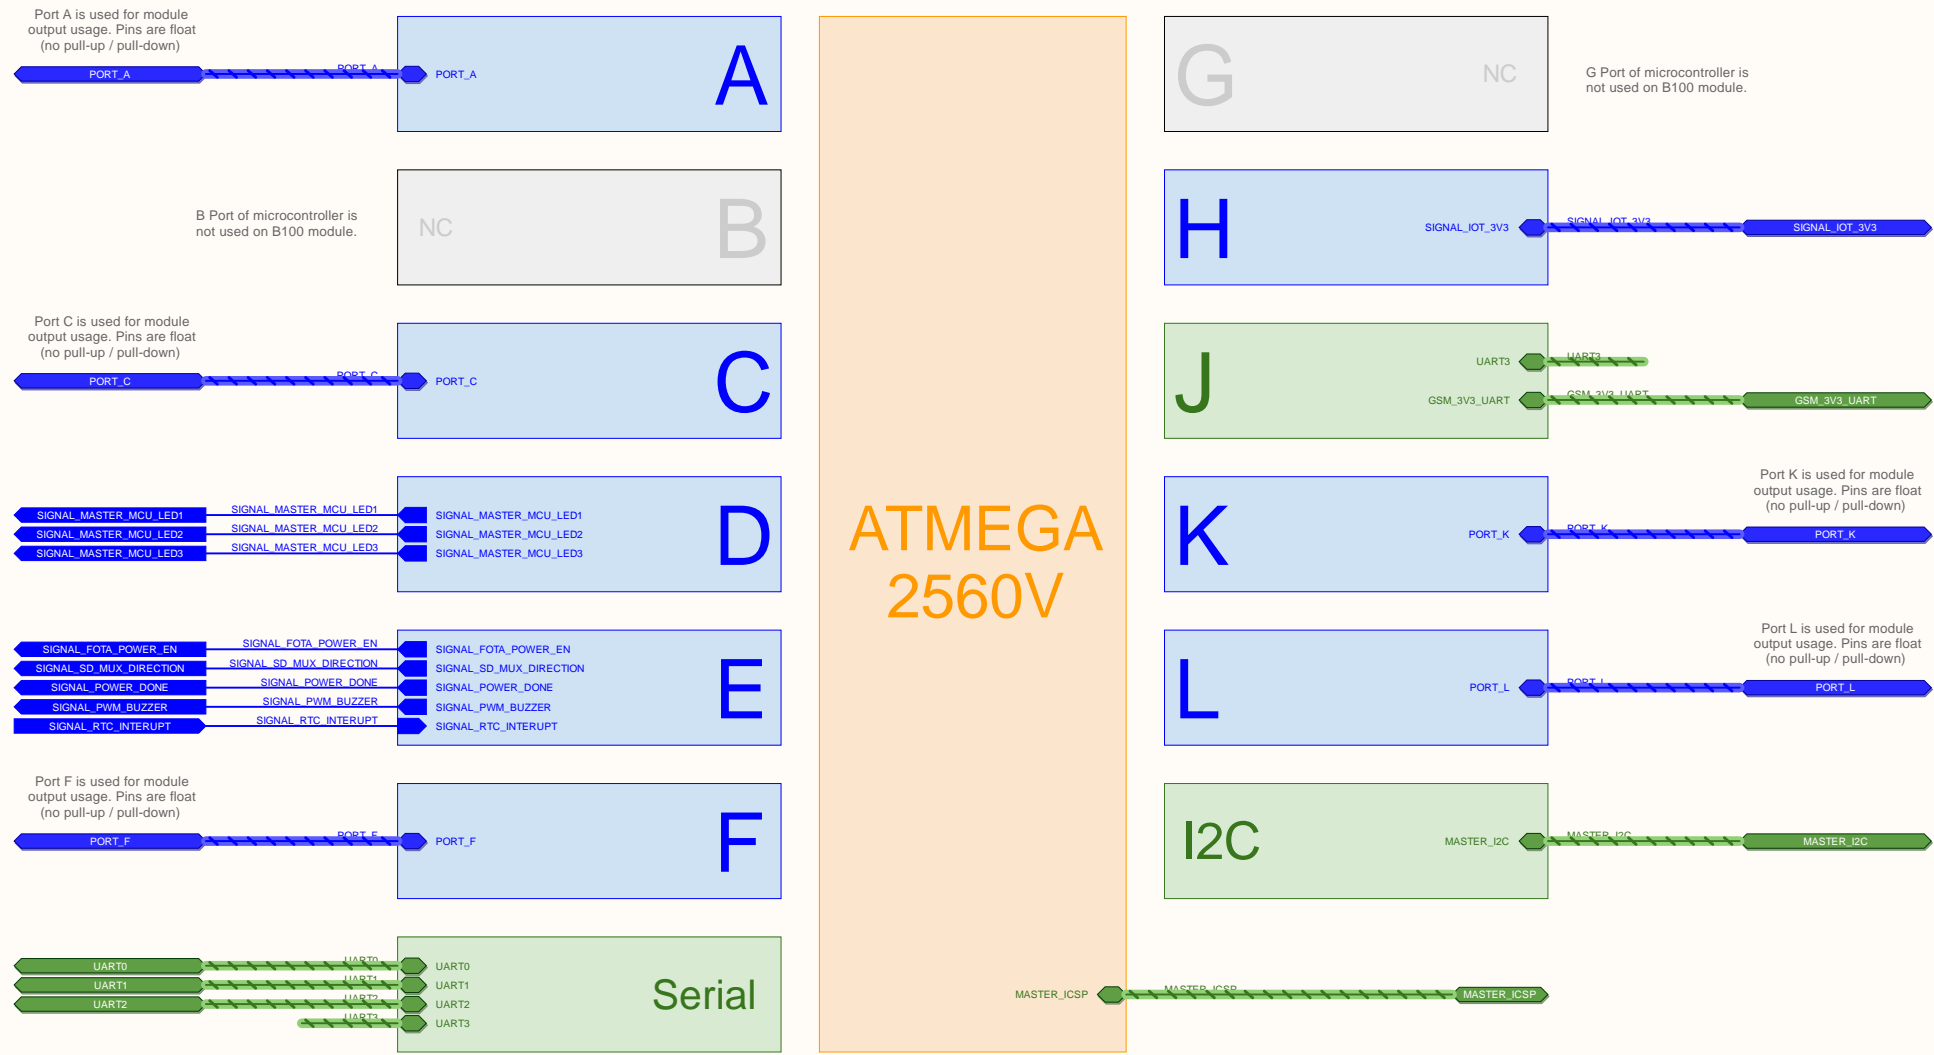 Port A is used for module
output usage. Pins are float
(no pull-up / pull-down)
PORT_A
PORT_A
PORT_A
A
B Port of microcontroller is
not used on B100 module.
NC
B
Port C is used for module
output usage. Pins are float
(no pull-up / pull-down)
PORT_C
PORT_C
PORT_C
C
SIGNAL_MASTER_MCU_LED1
SIGNAL_MASTER_MCU_LED1
SIGNAL_MASTER_MCU_LED1
SIGNAL_MASTER_MCU_LED2
SIGNAL_MASTER_MCU_LED2
SIGNAL_MASTER_MCU_LED2
SIGNAL_MASTER_MCU_LED3
SIGNAL_MASTER_MCU_LED3
SIGNAL_MASTER_MCU_LED3
D
SIGNAL_FOTA_POWER_EN
SIGNAL_FOTA_POWER_EN
SIGNAL_FOTA_POWER_EN
SIGNAL_SD_MUX_DIRECTION
SIGNAL_SD_MUX_DIRECTION
SIGNAL_SD_MUX_DIRECTION
SIGNAL_POWER_DONE
SIGNAL_POWER_DONE
SIGNAL_POWER_DONE
SIGNAL_PWM_BUZZER
SIGNAL_PWM_BUZZER
SIGNAL_PWM_BUZZER
SIGNAL_RTC_INTERUPT
SIGNAL_RTC_INTERUPT
SIGNAL_RTC_INTERUPT
E
Port F is used for module
output usage. Pins are float
(no pull-up / pull-down)
PORT_F
PORT_F
PORT_F
F
UART0
UART0
UART0
UART1
UART1
UART1
UART2
UART2
UART2
UART3
UART3
Serial
ATMEGA
2560V
MASTER_ICSP
MASTER_ICSP
MASTER_ICSP
G
NC
G Port of microcontroller is
not used on B100 module.
H
SIGNAL_IOT_3V3
SIGNAL_IOT_3V3
SIGNAL_IOT_3V3
J
UART3
UART3
GSM_3V3_UART
GSM_3V3_UART
GSM_3V3_UART
Port K is used for module
output usage. Pins are float
(no pull-up / pull-down)
K
PORT_K
PORT_K
PORT_K
Port L is used for module
output usage. Pins are float
(no pull-up / pull-down)
L
PORT_L
PORT_L
PORT_L
I2C
MASTER_I2C
MASTER_I2C
MASTER_I2C